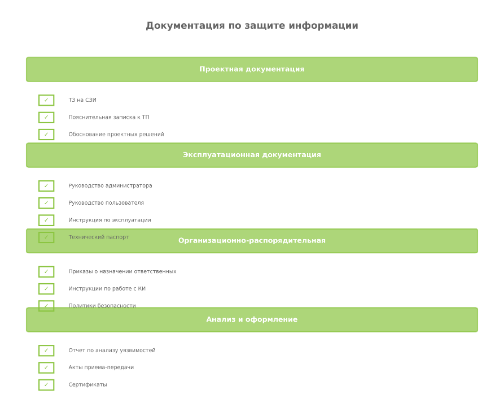 Документация по защите информации
Проектная документация
✓ ТЗ на СЗИ
✓ Пояснительная записка к ТП
✓ Обоснование проектных решений
Эксплуатационная документация
✓ Руководство администратора
✓ Руководство пользователя
✓ Инструкция по эксплуатации
✓ Технический паспорт
Организационно-распорядительная
✓ Приказы о назначении ответственных
✓ Инструкции по работе с КИ
✓ Политики безопасности
Анализ и оформление
✓ Отчет по анализу уязвимостей
✓ Акты приема-передачи
✓ Сертификаты